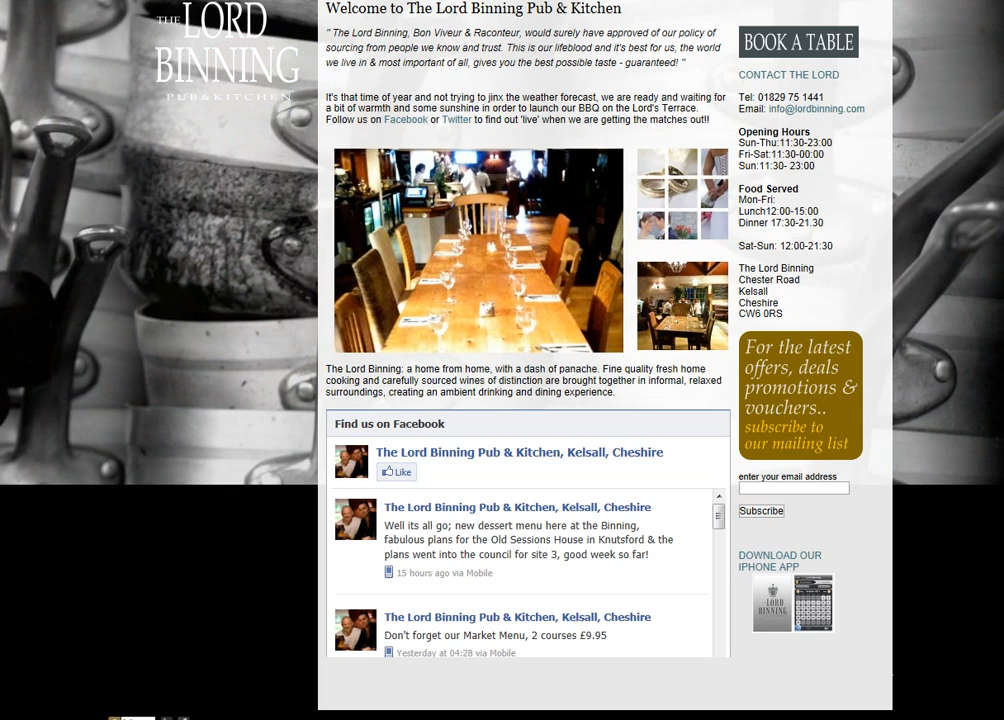 THE
LORD
BINNING
PUB&KITCHEN
Welcome to The Lord Binning Pub & Kitchen
" The Lord Binning, Bon Viveur & Raconteur, would surely have approved of our policy of
sourcing from people we know and trust. This is our lifeblood and it's best for us, the world
we live in & most important of all, gives you the best possible taste - guaranteed! "
It's that time of year and not trying to jinx the weather forecast, we are ready and waiting for
a bit of warmth and some sunshine in order to launch our BBQ on the Lord's Terrace.
Follow us on Facebook or Twitter to find out 'live' when we are getting the matches out!!
The Lord Binning: a home from home, with a dash of panache. Fine quality fresh home
cooking and carefully sourced wines of distinction are brought together in informal, relaxed
surroundings, creating an ambient drinking and dining experience.
Find us on Facebook
The Lord Binning Pub & Kitchen, Kelsall, Cheshire
Like
The Lord Binning Pub & Kitchen, Kelsall, Cheshire
Well its all go; new dessert menu here at the Binning,
fabulous plans for the Old Sessions House in Knutsford & the
plans went into the council for site 3, good week so far!
15 hours ago via Mobile
The Lord Binning Pub & Kitchen, Kelsall, Cheshire
Don't forget our Market Menu, 2 courses £9.95
Yesterday at 04:28 via Mobile
BOOK A TABLE
CONTACT THE LORD
Tel: 01829 75 1441
Email: info@lordbinning.com
Opening Hours
Sun-Thu:11:30-23:00
Fri-Sat:11:30-00:00
Sun:11:30- 23:00
Food Served
Mon-Fri:
Lunch12:00-15:00
Dinner 17:30-21.30
Sat-Sun: 12:00-21:30
The Lord Binning
Chester Road
Kelsall
Cheshire
CW6 0RS
For the latest
offers, deals
promotions &
vouchers..
subscribe to
our mailing list
enter your email address
Subscribe
DOWNLOAD OUR
IPHONE APP
LORD
BINNING